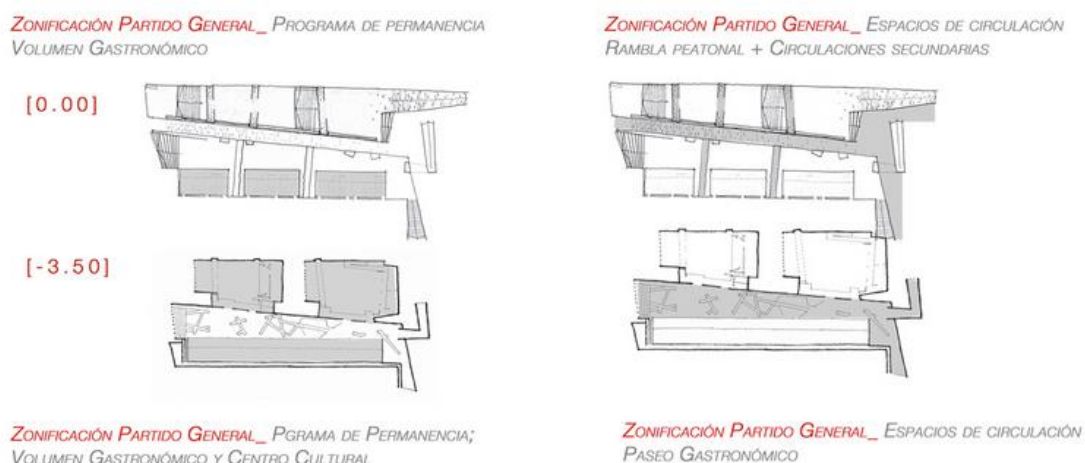 Zonificación Partido General_ Programa de permanencia
Volumen Gastronómico
Zonificación Partido General_ Espacios de circulación
Rambla peatonal + Circulaciones secundarias
[0.00]
[-3.50]
Zonificación Partido General_ Pgrama de Permanencia;
Volumen Gastronómico y Centro Cultural
Zonificación Partido General_ Espacios de circulación
Paseo Gastronómico